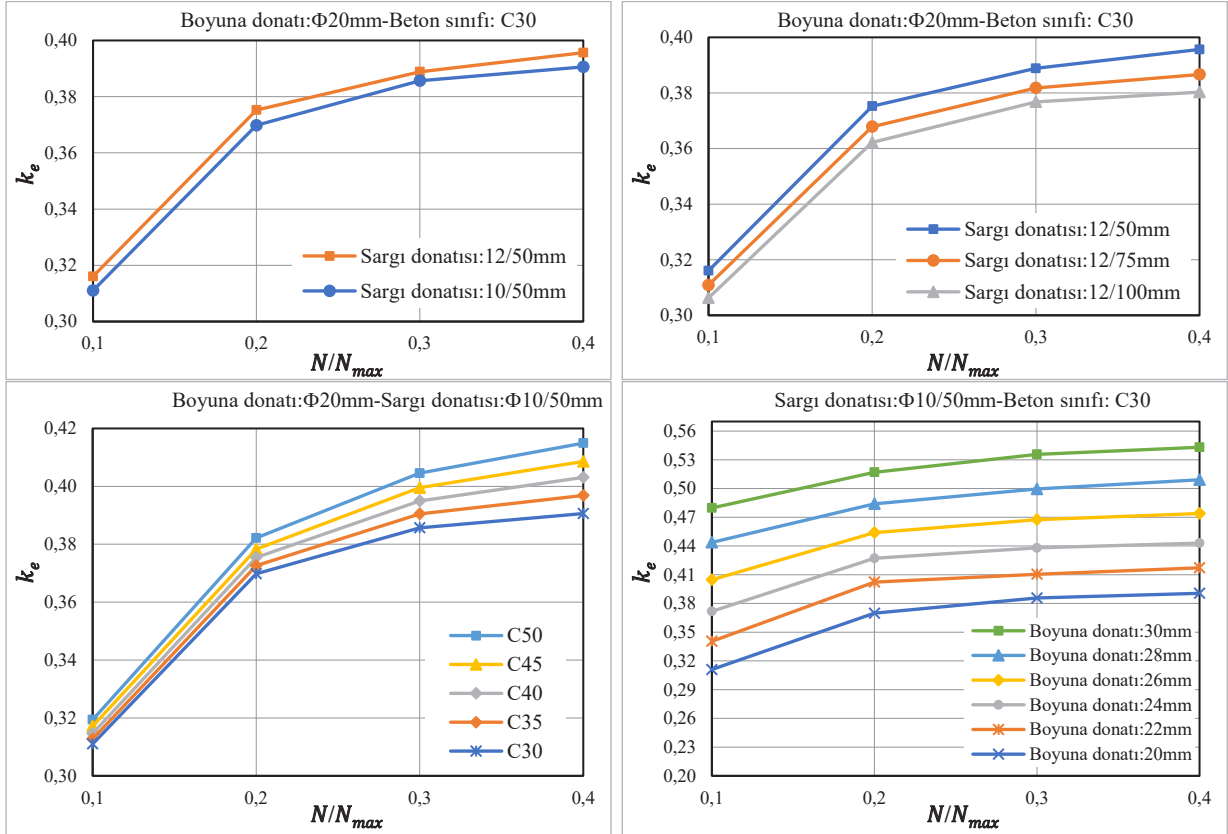 Boyuna donatı:Φ20mm-Beton sınıfı: C30
0,40
0,38
0,36
0,34
0,32
0,30
k_e
0,1
0,2
0,3
0,4
N/N_max
Sargı donatısı:12/50mm
Sargı donatısı:10/50mm
Boyuna donatı:Φ20mm-Beton sınıfı: C30
0,40
0,38
0,36
0,34
0,32
0,30
k_e
0,1
0,2
0,3
0,4
N/N_max
Sargı donatısı:12/50mm
Sargı donatısı:12/75mm
Sargı donatısı:12/100mm
Boyuna donatı:Φ20mm-Sargı donatısı:Φ10/50mm
0,42
0,40
0,38
0,36
0,34
0,32
0,30
k_e
0,1
0,2
0,3
0,4
N/N_max
C50
C45
C40
C35
C30
Sargı donatısı:Φ10/50mm-Beton sınıfı: C30
0,56
0,53
0,50
0,47
0,44
0,41
0,38
0,35
0,32
0,29
0,26
0,23
0,20
k_e
0,1
0,2
0,3
0,4
N/N_max
Boyuna donatı:30mm
Boyuna donatı:28mm
Boyuna donatı:26mm
Boyuna donatı:24mm
Boyuna donatı:22mm
Boyuna donatı:20mm